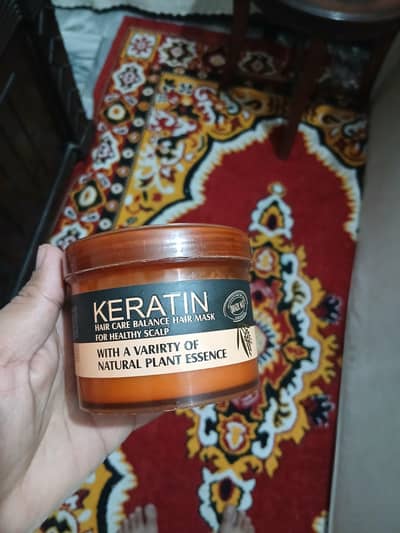 KERATIN
HAIR CARE BALANCE HAIR MASK
FOR HEALTHY SCALP
WITH A VARIRTY OF
NATURAL PLANT ESSENCE